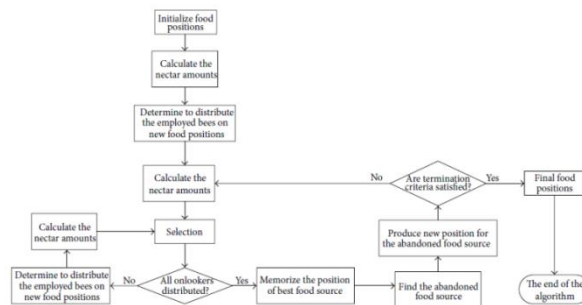 Initialize food
positions
Calculate the
nectar amounts
Determine to distribute
the employed bees on
new food positions
Calculate the
nectar amounts
Selection
All onlookers
distributed?
No
Determine to distribute
the employed bees on
new food positions
Calculate the
nectar amounts
Yes
Memorize the position
of best food source
Find the abandoned
food source
Produce new position for
the abandoned food source
Are termination
criteria satisfied?
No
Yes
Final food
positions
The end of the
algorithm